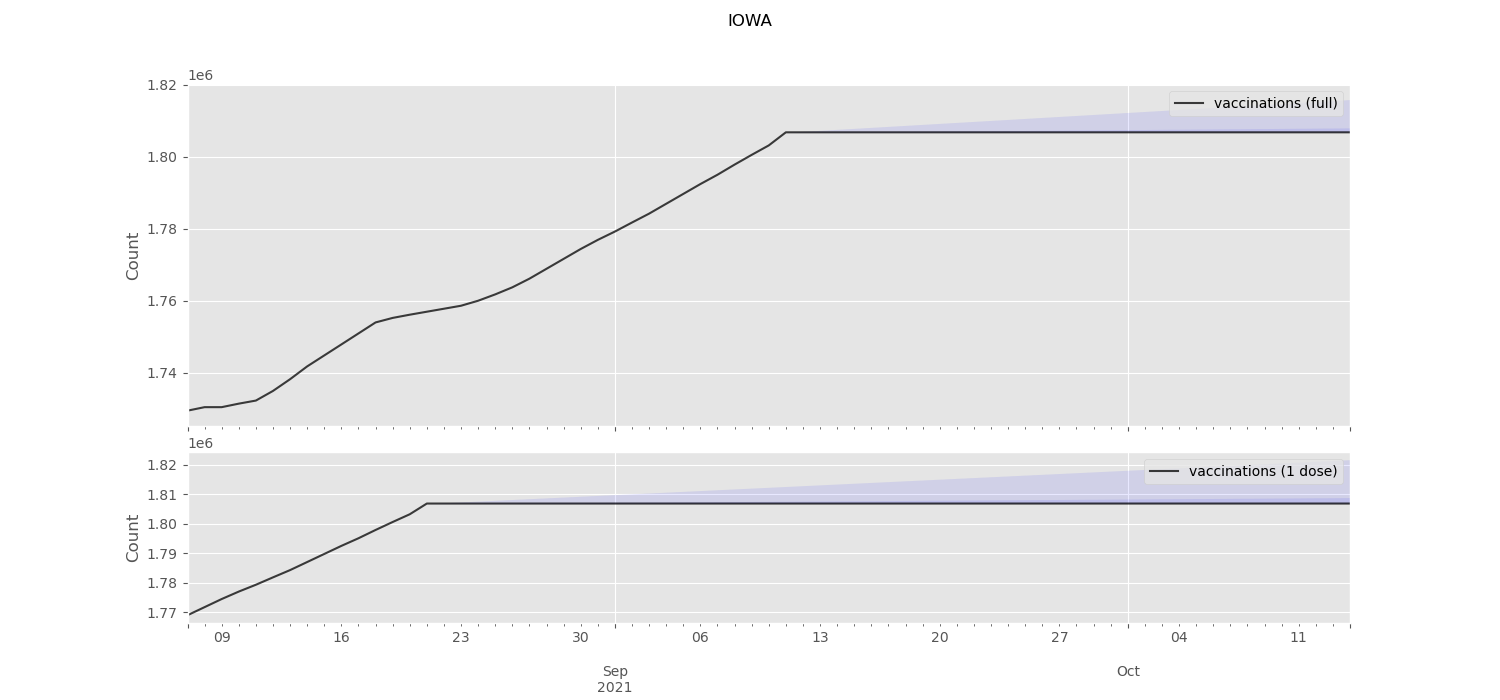 IOWA
1e6
1.82
1.80
1.78
1.76
1.74
Count
vaccinations (full)
1e6
1.82
1.81
1.80
1.79
1.78
1.77
Count
vaccinations (1 dose)
09 16 23 30 06 13 20 27 04 11
Sep Oct
2021